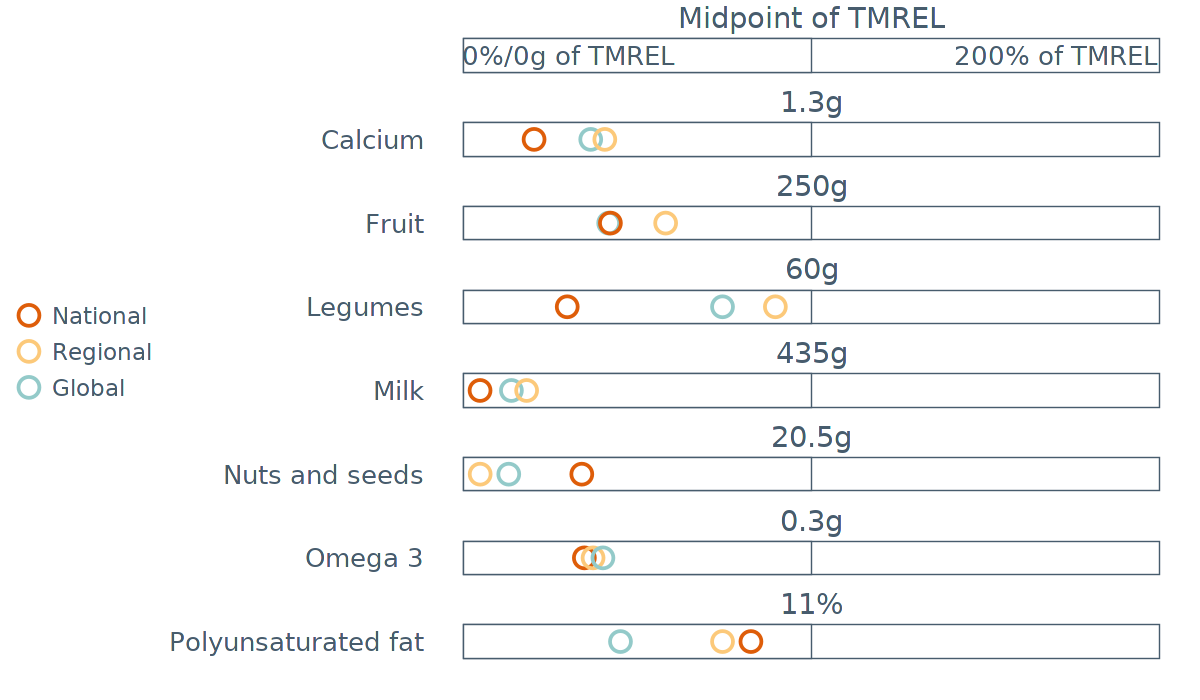 Midpoint of TMREL
0%/0g of TMREL
200% of TMREL
1.3g
Calcium
250g
Fruit
60g
Legumes
435g
Milk
20.5g
Nuts and seeds
0.3g
Omega 3
11%
Polyunsaturated fat
National
Regional
Global